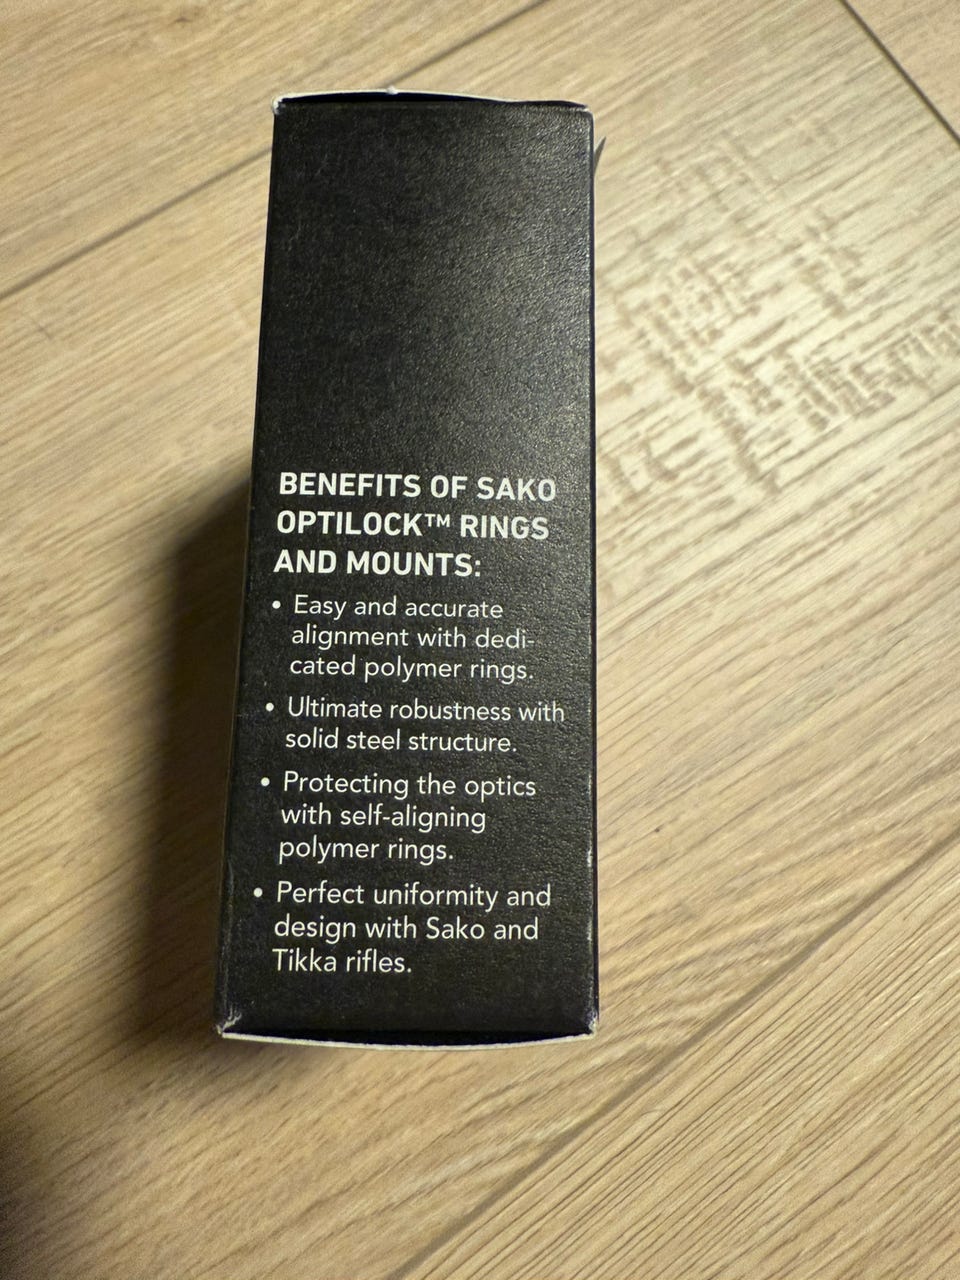 BENEFITS OF SAKO
OPTILOCK™ RINGS
AND MOUNTS:
• Easy and accurate
alignment with dedi-
cated polymer rings.
• Ultimate robustness with
solid steel structure.
• Protecting the optics
with self-aligning
polymer rings.
• Perfect uniformity and
design with Sako and
Tikka rifles.